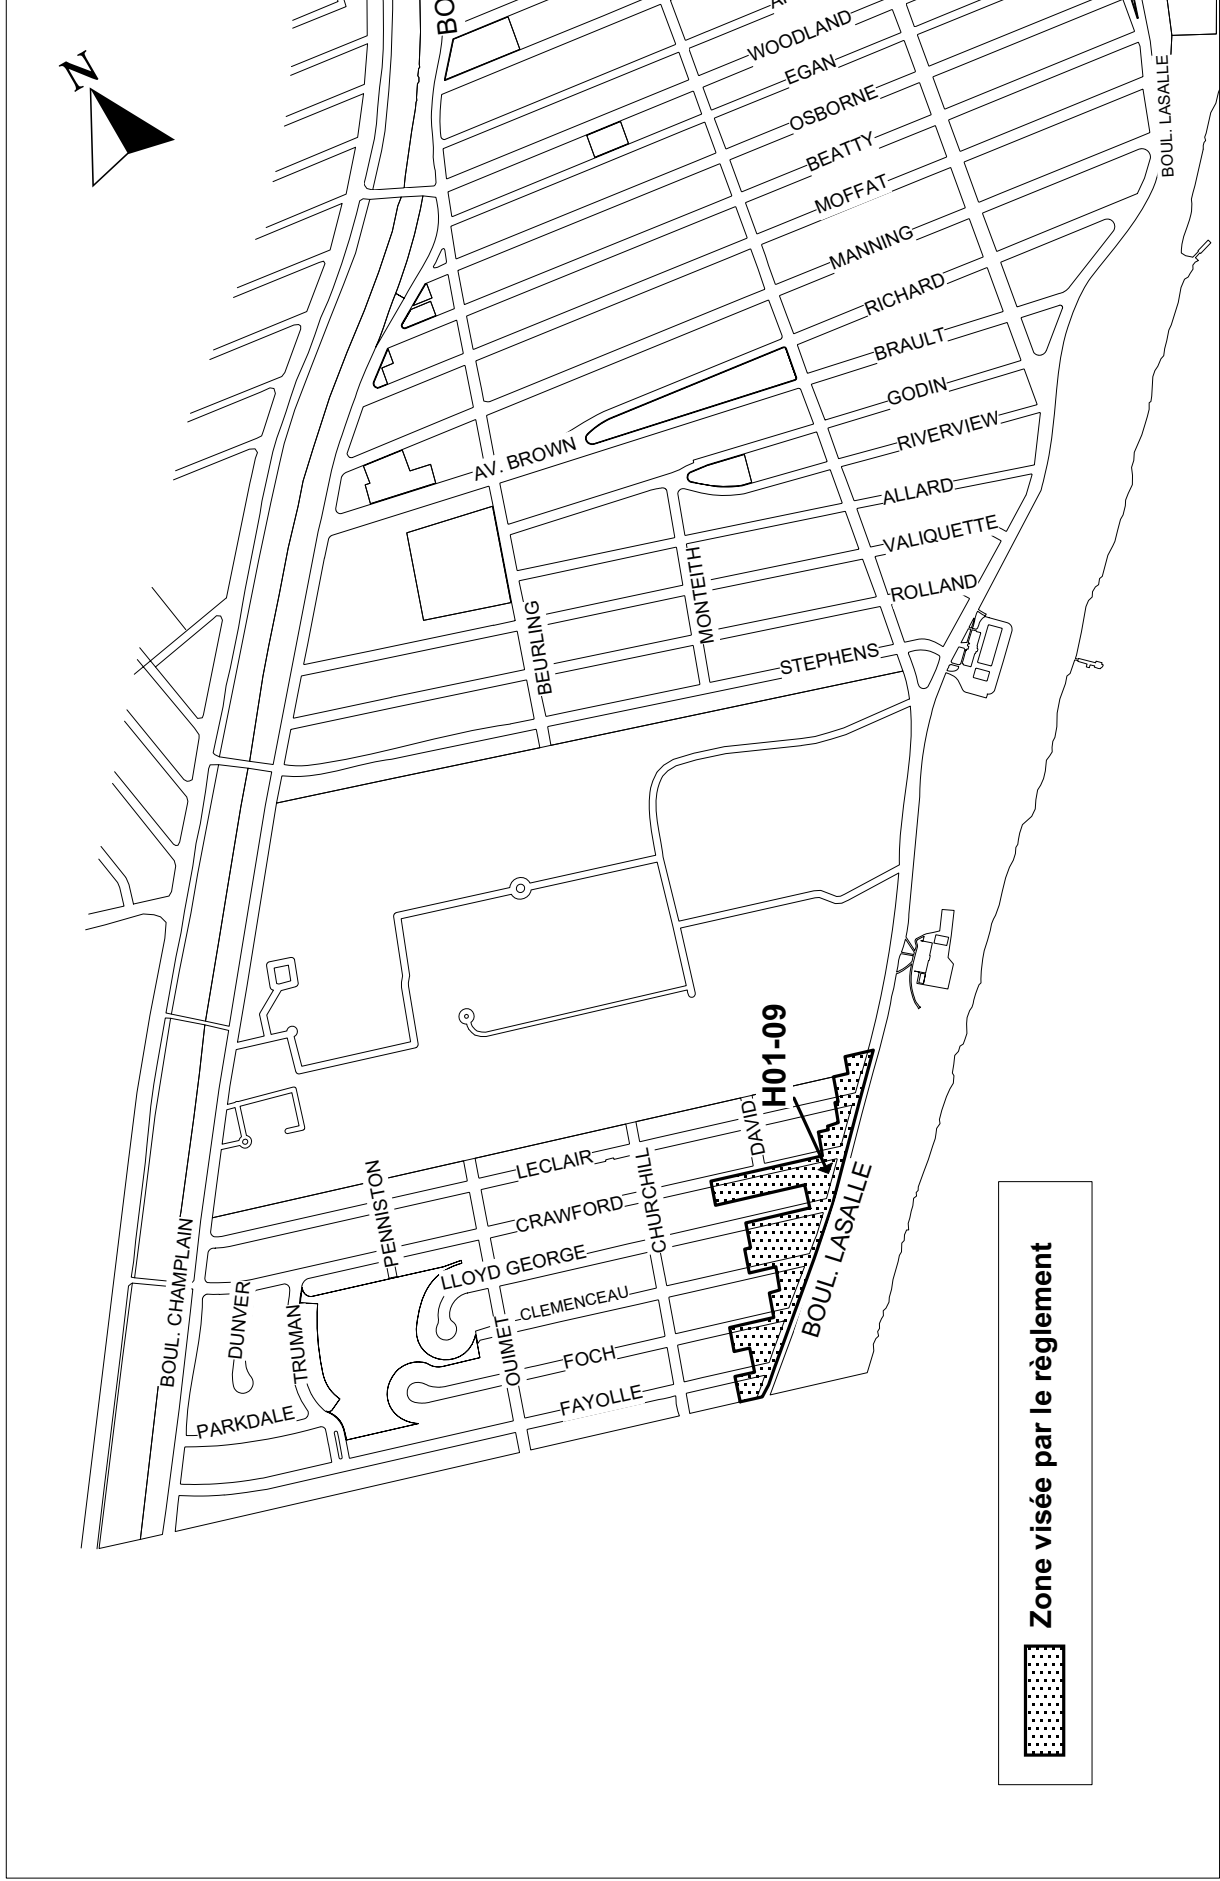 N
BO
WOODLAND
EGAN
OSBORNE
BEATTY
MOFFAT
BOUL. LASALLE
MANNING
RICHARD
BRAULT
GODIN
RIVERVIEW
AV. BROWN
ALLARD
VALIQUETTE
ROLLAND
MONTEITH
BEURLING
STEPHENS
H01-09
DAVID
LECLAIR
CHURCHILL
PENNISTON
CRAWFORD
LLOYD GEORGE
CLEMENCEAU
BOUL. LASALLE
BOUL. CHAMPLAIN
DUNVER
TRUMAN
OUIMET
FOCH
FAYOLLE
PARKDALE
Zone visée par le règlement